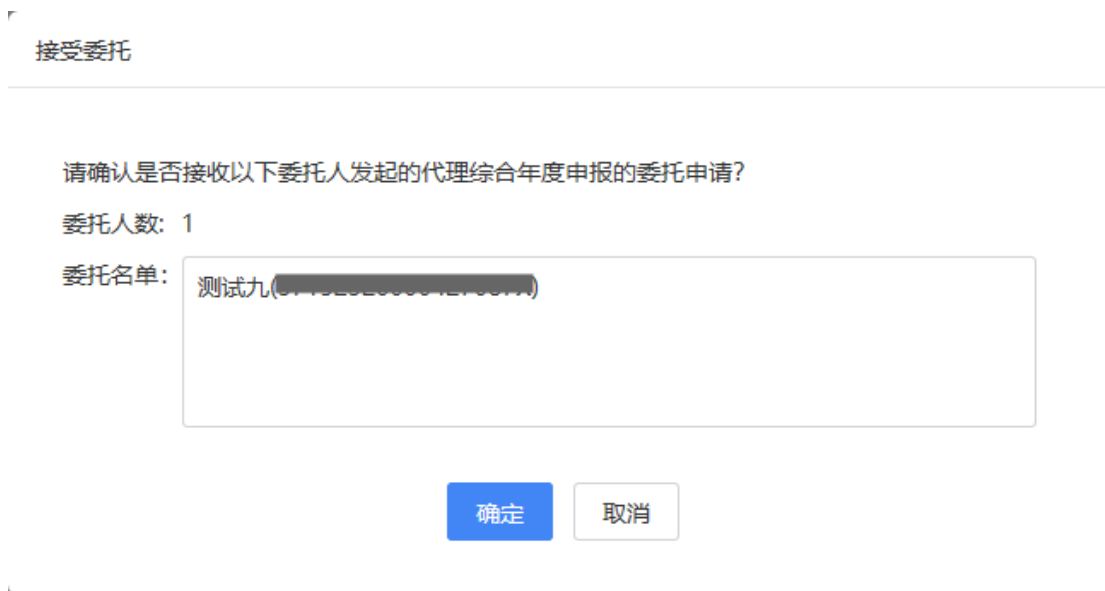 接受委托
请确认是否接收以下委托人发起的代理综合年度申报的委托申请?
委托人数: 1
委托名单:
测试九(
确定
取消